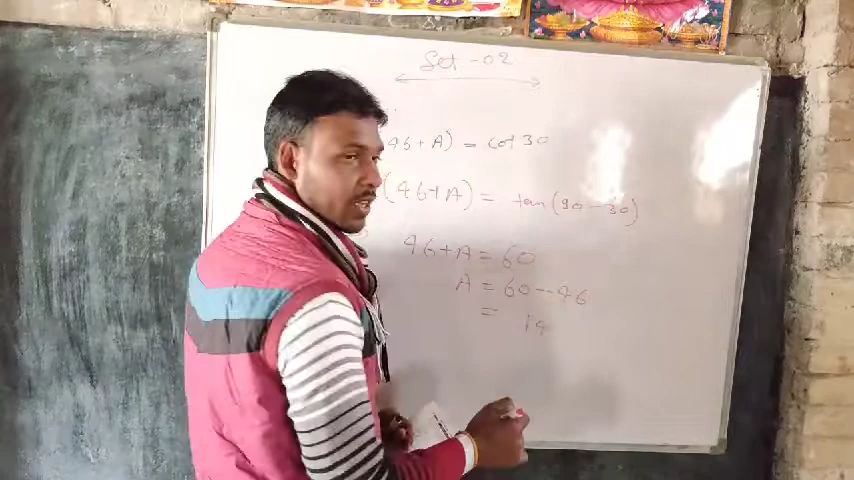 Set - 02
46 + A) = cot 30
(46+A) = tan (90 - 30)
46+A = 60
A = 60 - 46
= 14